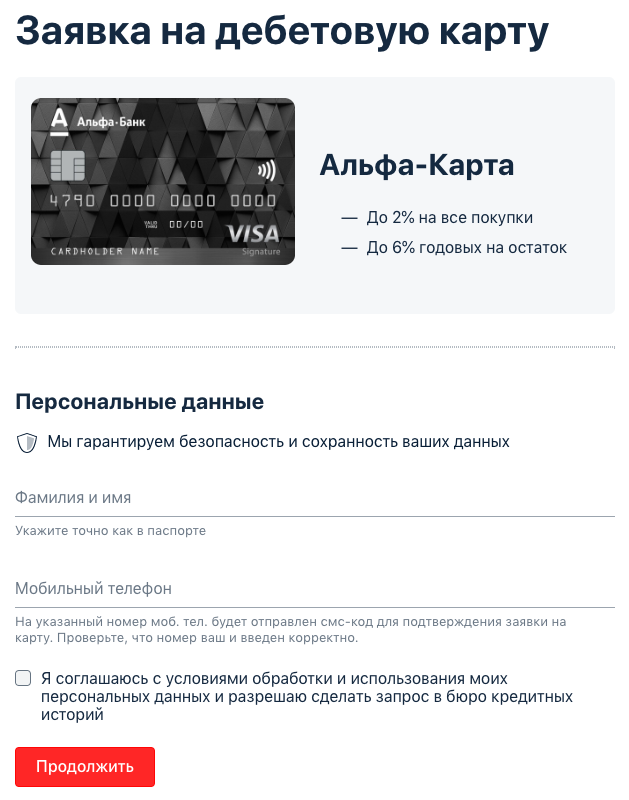 Заявка на дебетовую карту
Альфа·Банк
Альфа-Карта
4790 0000 0000 0000
— До 2% на все покупки
VALID THRU 00/00
VISA
— До 6% годовых на остаток
CARDHOLDER NAME
Signature
Персональные данные
Мы гарантируем безопасность и сохранность ваших данных
Фамилия и имя
Укажите точно как в паспорте
Мобильный телефон
На указанный номер моб. тел. будет отправлен смс-код для подтверждения заявки на
карту. Проверьте, что номер ваш и введен корректно.
Я соглашаюсь с условиями обработки и использования моих
персональных данных и разрешаю сделать запрос в бюро кредитных
историй
Продолжить